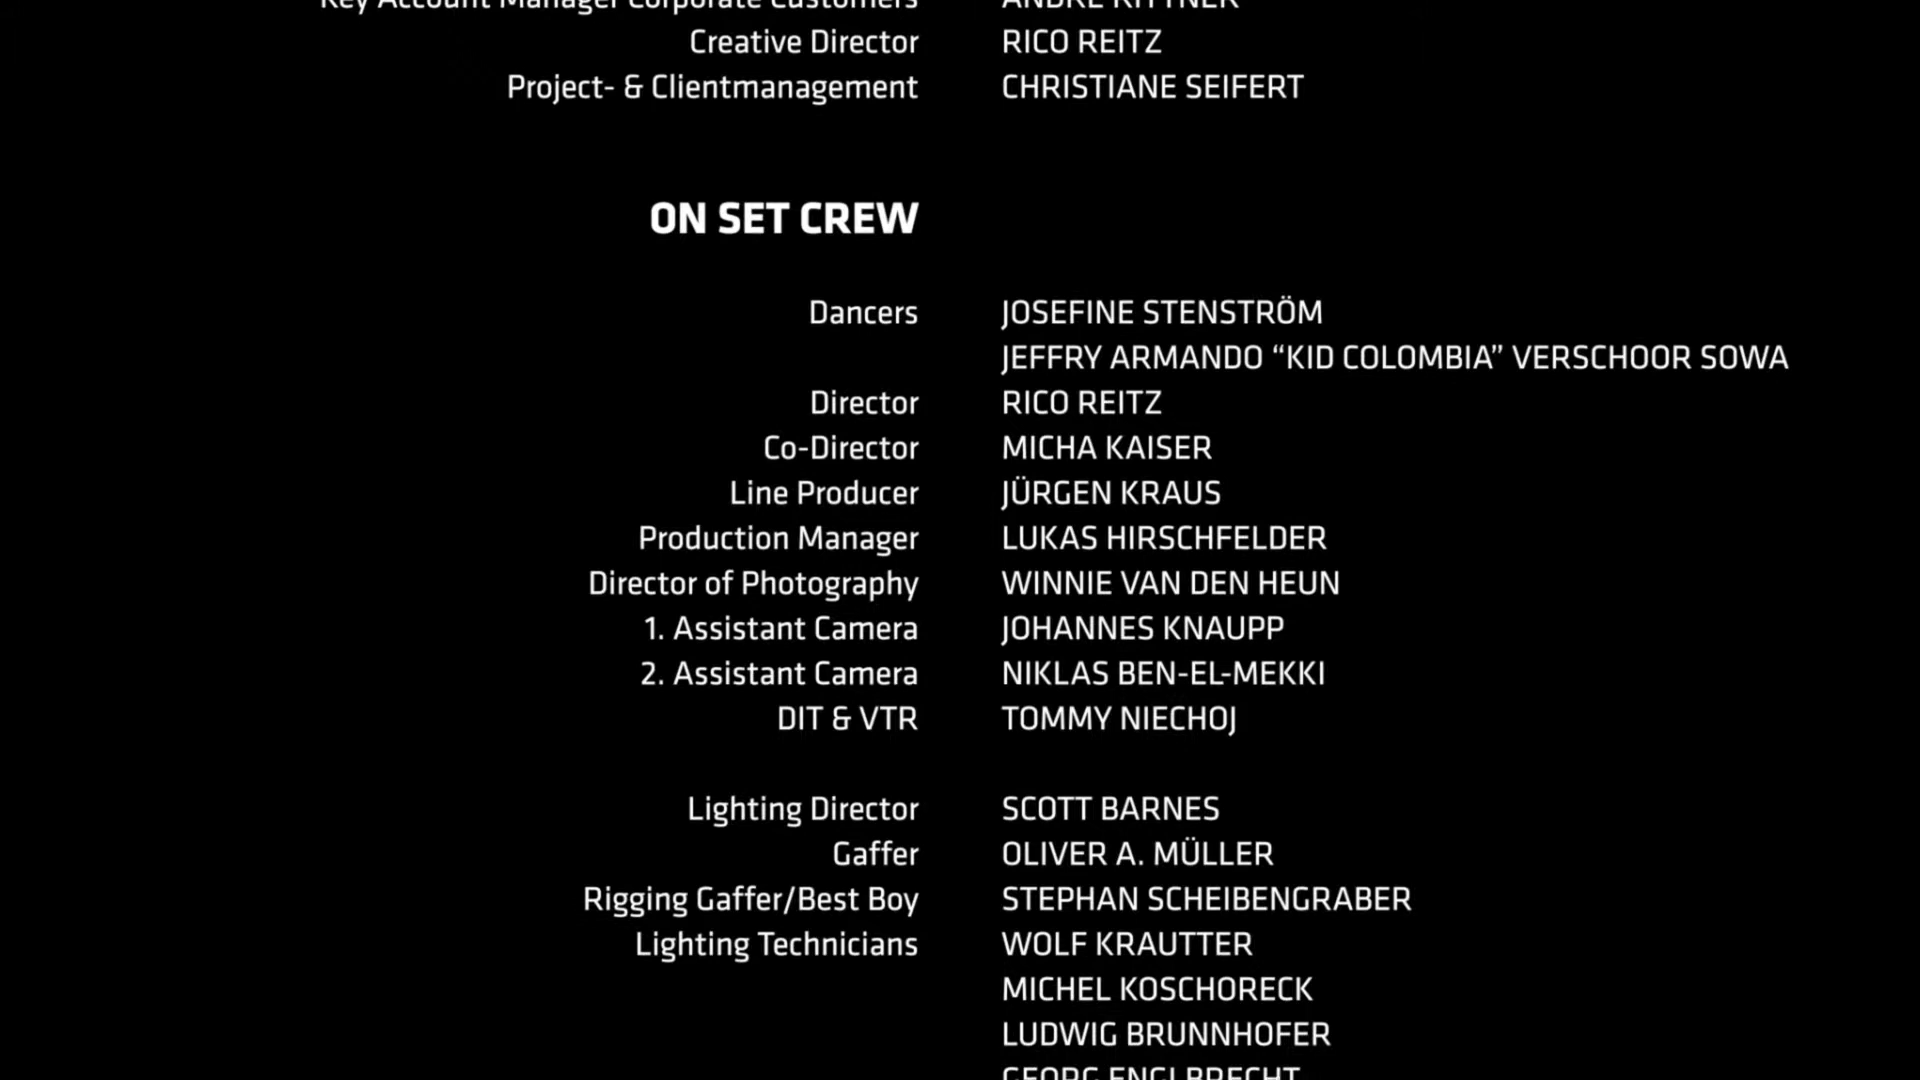 Key Account Manager Corporate Customers ANDRÉ KITTNER
Creative Director RICO REITZ
Project- & Clientmanagement CHRISTIANE SEIFERT
ON SET CREW
Dancers JOSEFINE STENSTRÖM
JEFFRY ARMANDO “KID COLOMBIA” VERSCHOOR SOWA
Director RICO REITZ
Co-Director MICHA KAISER
Line Producer JÜRGEN KRAUS
Production Manager LUKAS HIRSCHFELDER
Director of Photography WINNIE VAN DEN HEUN
1. Assistant Camera JOHANNES KNAUPP
2. Assistant Camera NIKLAS BEN-EL-MEKKI
DIT & VTR TOMMY NIECHOJ
Lighting Director SCOTT BARNES
Gaffer OLIVER A. MÜLLER
Rigging Gaffer/Best Boy STEPHAN SCHEIBENGRABER
Lighting Technicians WOLF KRAUTTER
MICHEL KOSCHORECK
LUDWIG BRUNNHOFER
GEORG ENGLBRECHT